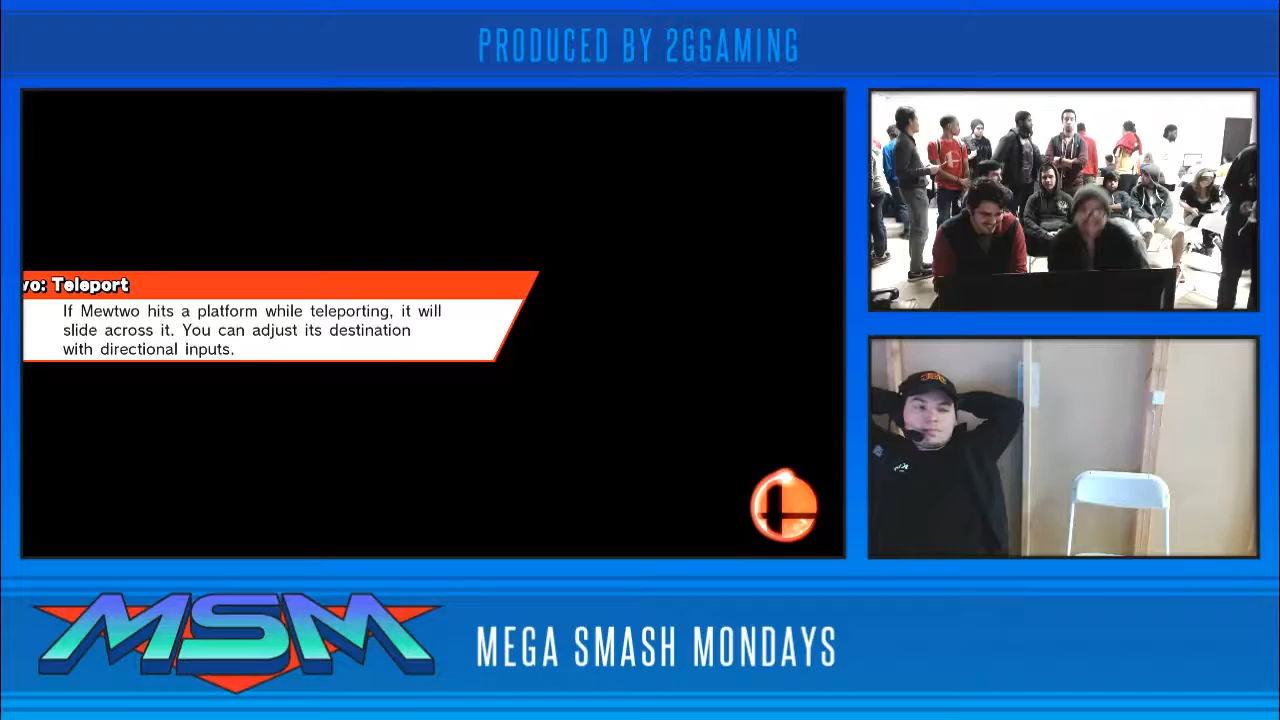 PRODUCED BY 2GGAMING
vo: Teleport
If Mewtwo hits a platform while teleporting, it will
slide across it. You can adjust its destination
with directional inputs.
MSM
MEGA SMASH MONDAYS